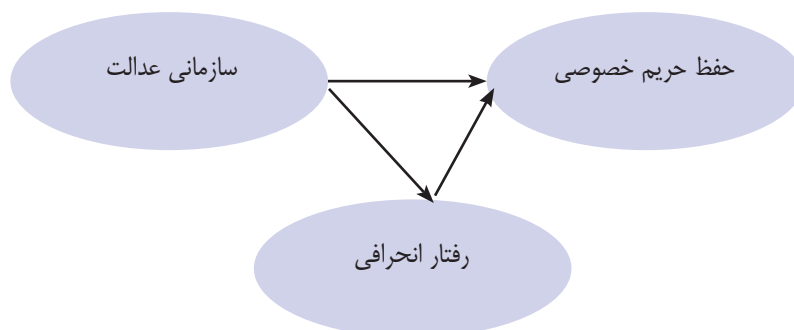 حفظ حریم خصوصی
سازمانی عدالت
رفتار انحرافی